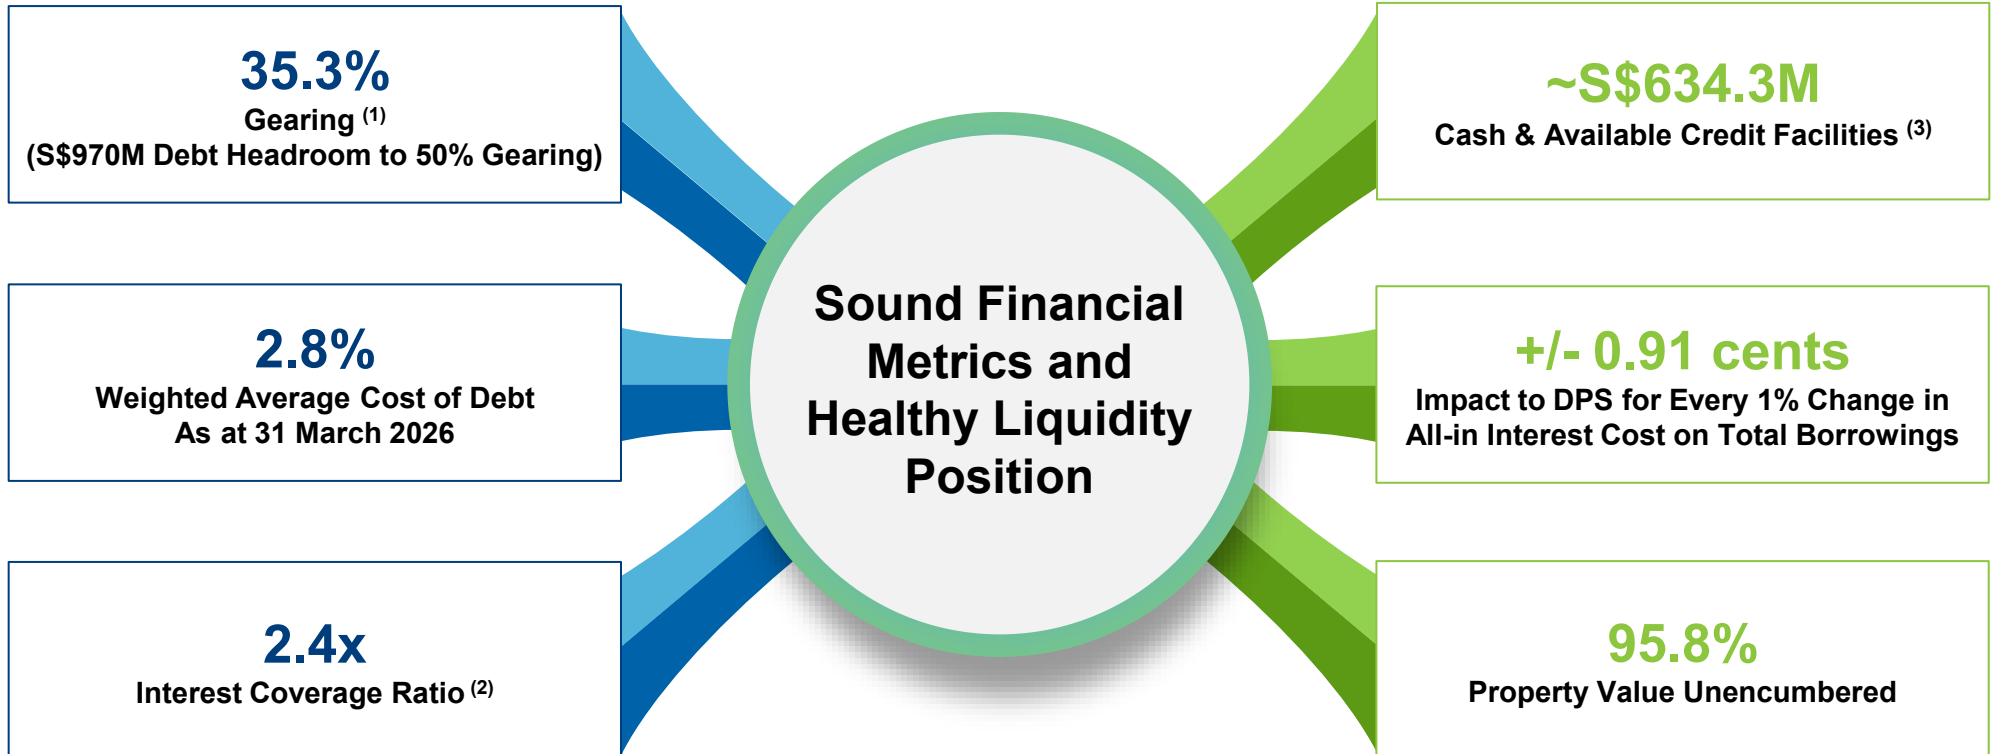 35.3%
Gearing (1)
(S$970M Debt Headroom to 50% Gearing)
2.8%
Weighted Average Cost of Debt
As at 31 March 2026
2.4x
Interest Coverage Ratio (2)
Sound Financial
Metrics and
Healthy Liquidity
Position
~S$634.3M
Cash & Available Credit Facilities (3)
+/- 0.91 cents
Impact to DPS for Every 1% Change in
All-in Interest Cost on Total Borrowings
95.8%
Property Value Unencumbered